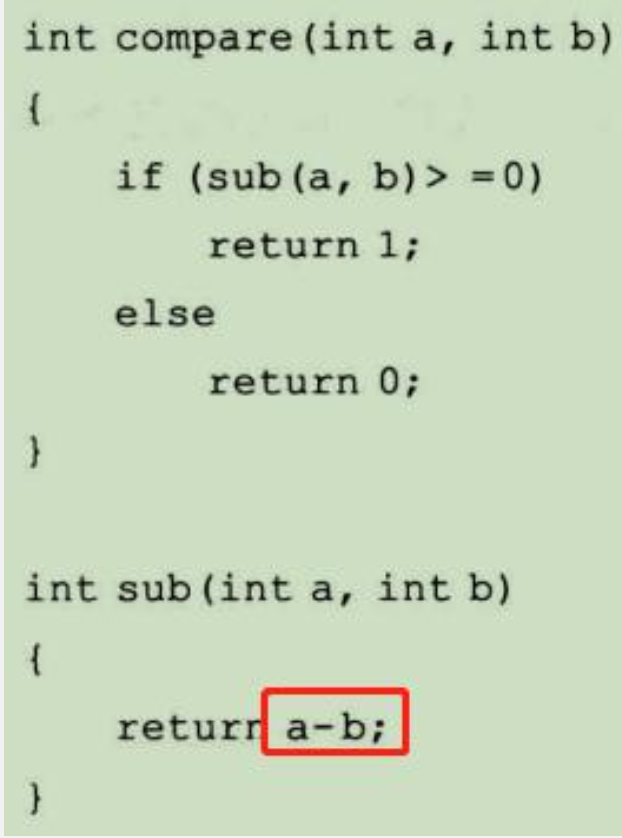 int compare(int a, int b)
{
if (sub(a, b)> =0)
return 1;
else
return 0;
}
int sub(int a, int b)
{
return a-b;
}